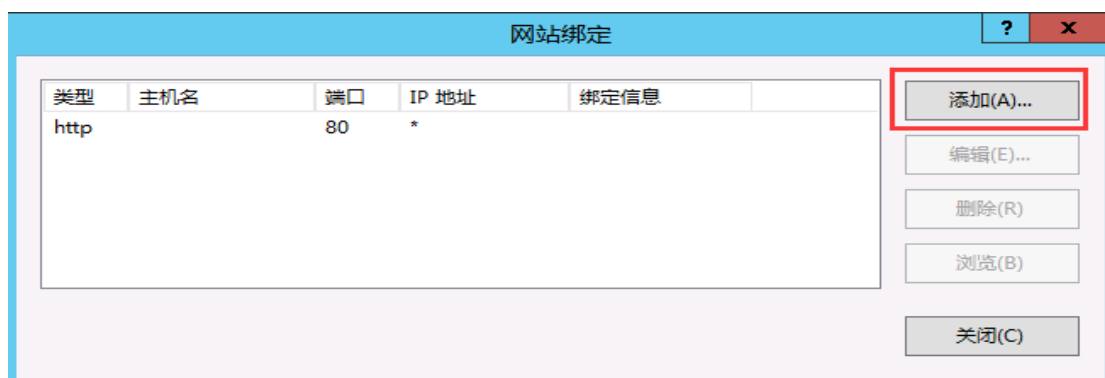 网站绑定
? x
类型 主机名 端口 IP 地址 绑定信息
http 80 *
添加(A)...
编辑(E)...
删除(R)
浏览(B)
关闭(C)